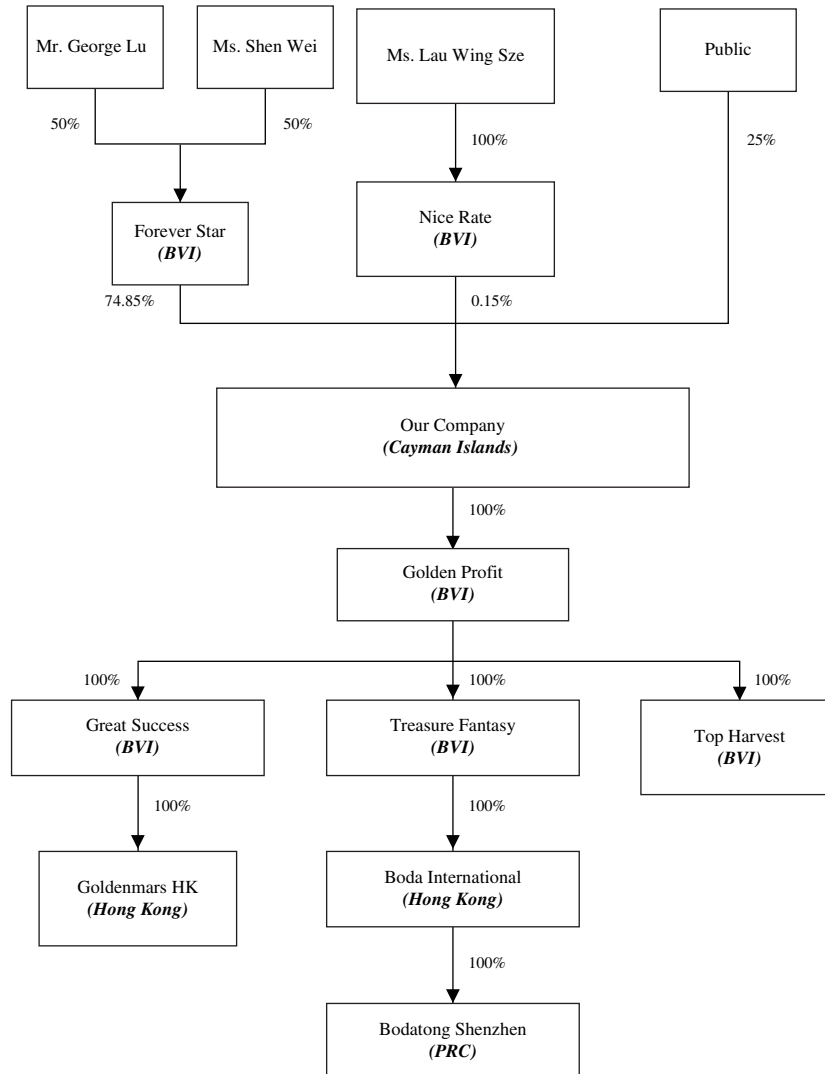 Mr. George Lu
Ms. Shen Wei
Ms. Lau Wing Sze
Public
50%
50%
100%
25%
Forever Star
(BVI)
Nice Rate
(BVI)
74.85%
0.15%
Our Company
(Cayman Islands)
100%
Golden Profit
(BVI)
100%
100%
100%
Great Success
(BVI)
Treasure Fantasy
(BVI)
Top Harvest
(BVI)
100%
100%
Goldenmars HK
(Hong Kong)
Boda International
(Hong Kong)
100%
Bodatong Shenzhen
(PRC)